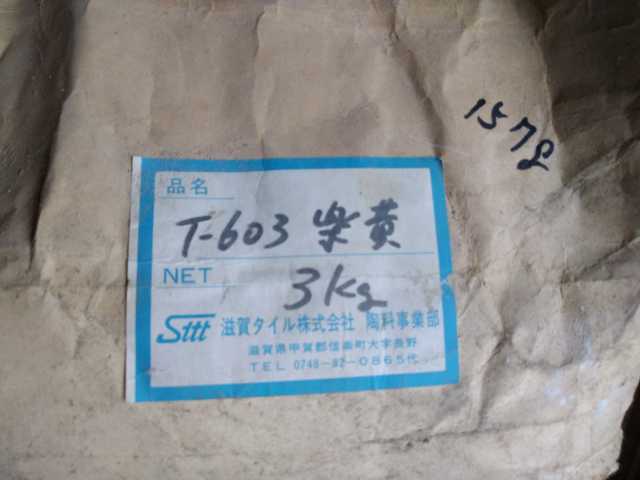 157g
品名
T-603 柴黄
NET
3Kg
Sttt 滋賀タイル株式会社 陶料事業部
滋賀県甲賀郡信楽町大字長野
TEL 0748-82-0865代